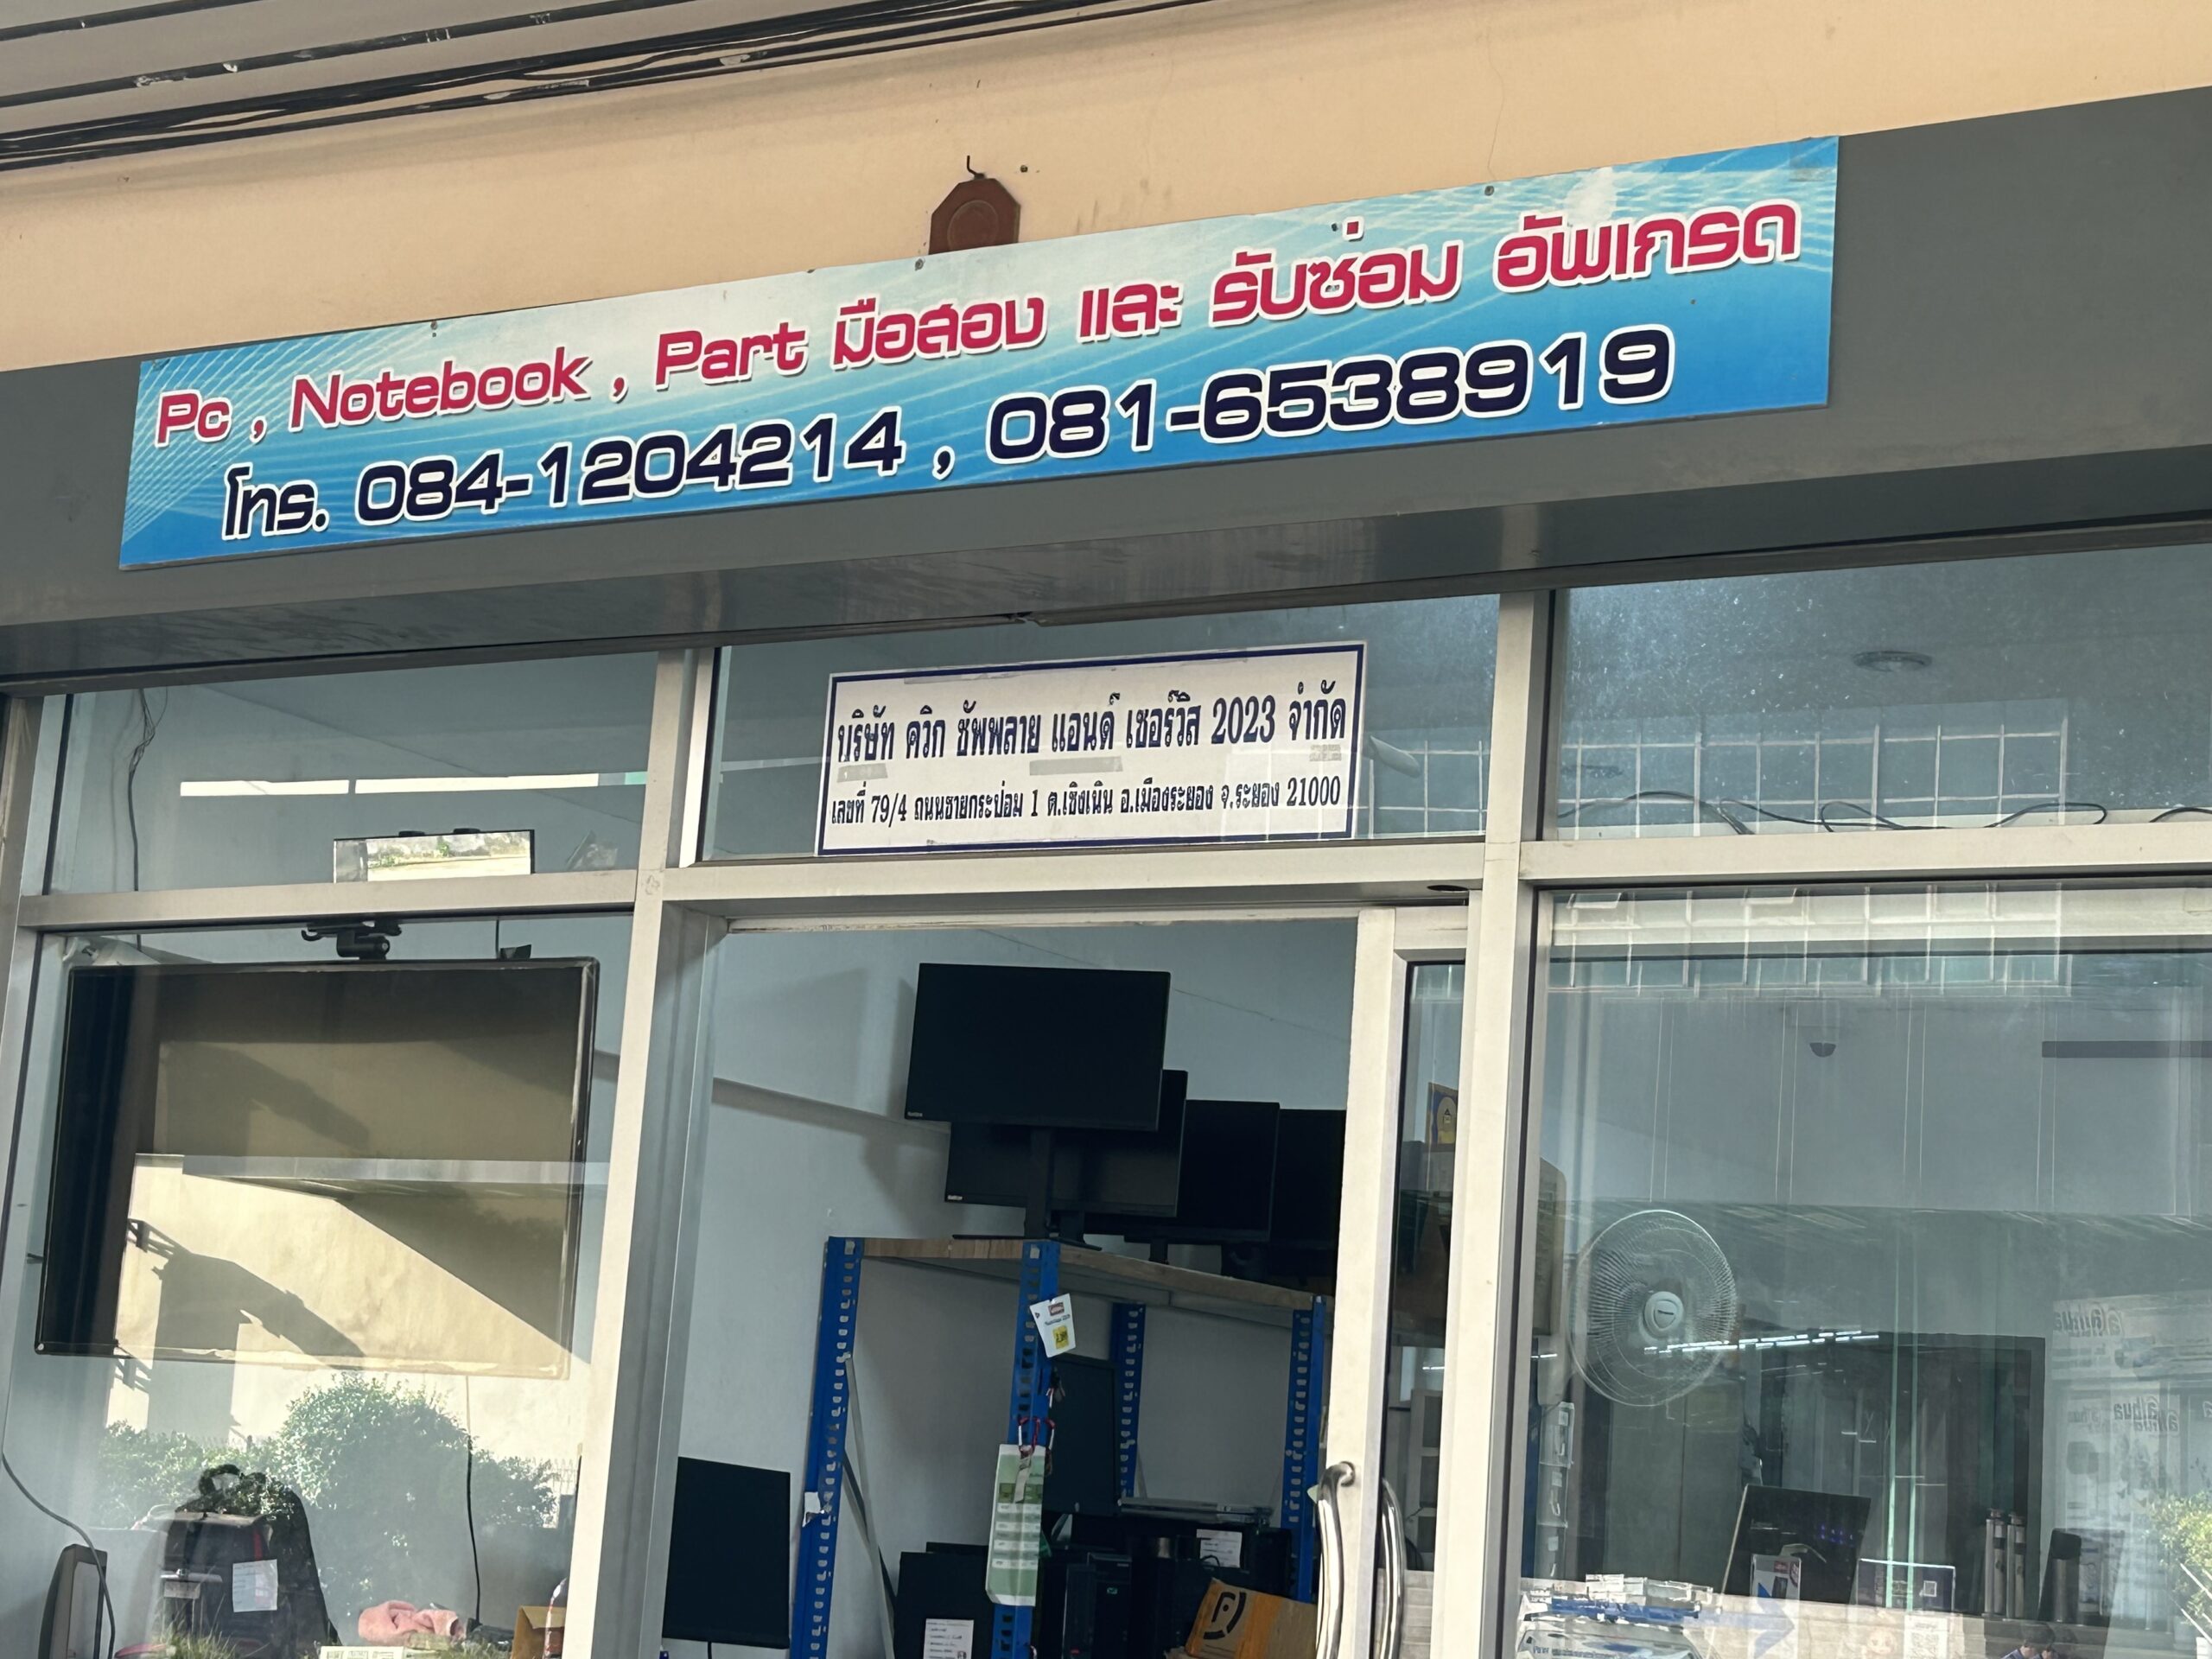 Pc , Notebook , Part มือสอง และ รับซ่อม อัพเกรด
โทร. 084-1204214 , 081-6538919
บริษัท ควิก ซัพพลาย แอนด์ เซอร์วิส 2023 จำกัด
เลขที่ 79/4 ถนนชายกระป่อม 1 ต.เชิงเนิน อ.เมืองระยอง จ.ระยอง 21000